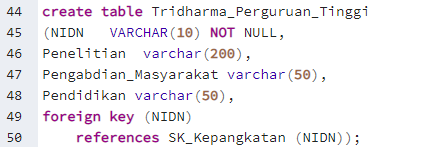 44 create table Tridharma_Perguruan_Tinggi
45 (NIDN   VARCHAR(10) NOT NULL,
46 Penelitian  varchar(200),
47 Pengabdian_Masyarakat varchar(50),
48 Pendidikan varchar(50),
49 foreign key (NIDN)
50     references SK_Kepangkatan (NIDN));